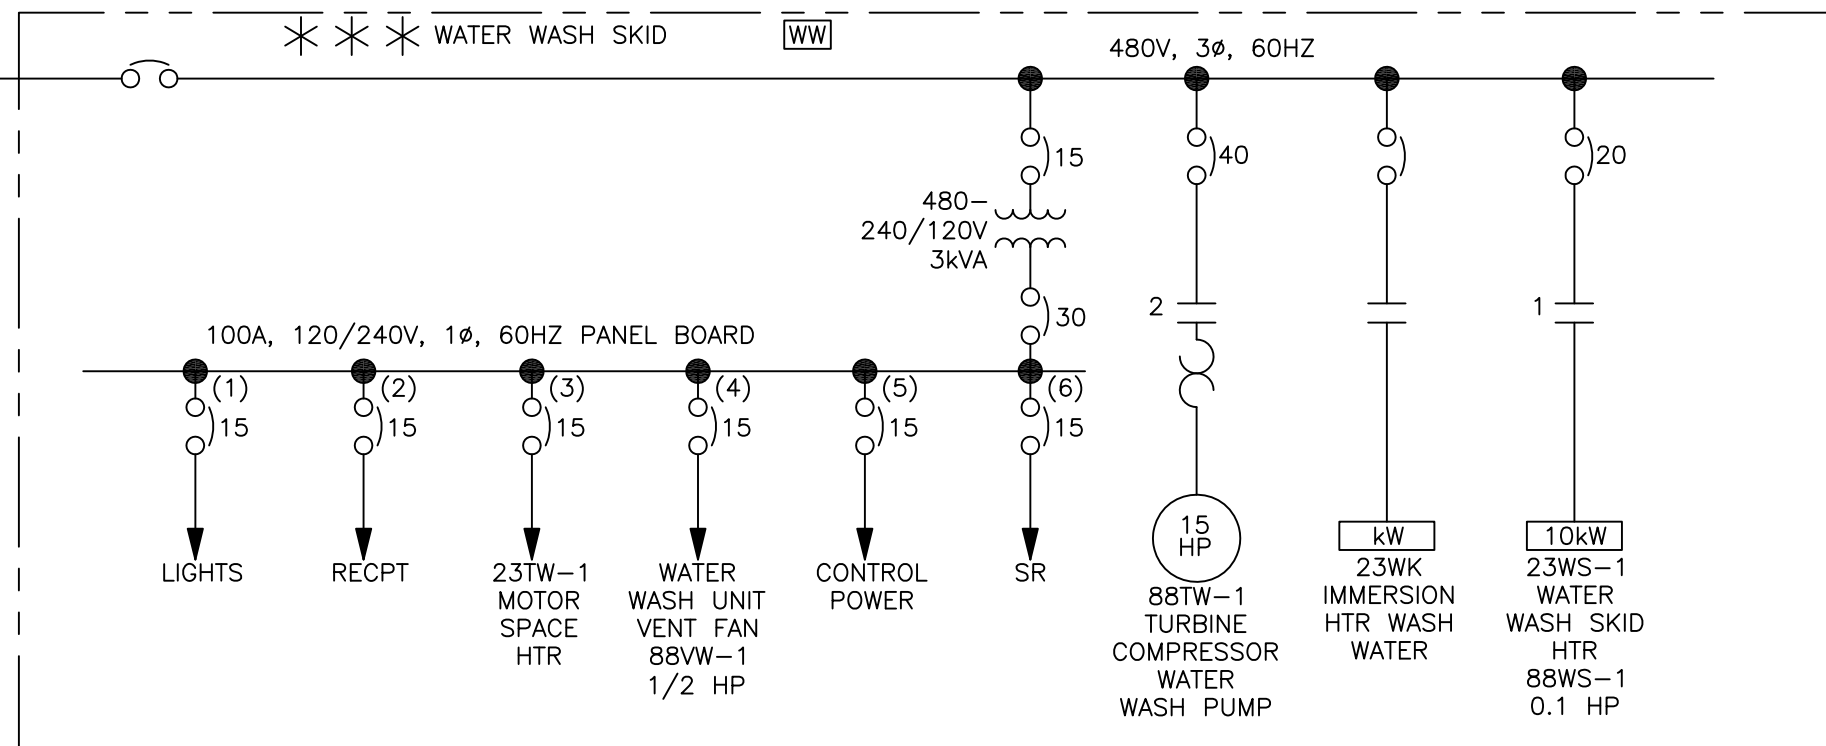 WATER WASH SKID
WW
480V, 3ø, 60HZ
15
40
20
480-
240/120V
3kVA
30
2
1
100A, 120/240V, 1ø, 60HZ PANEL BOARD
(1)
(2)
(3)
(4)
(5)
(6)
15
15
15
15
15
15
LIGHTS
RECPT
23TW-1
MOTOR
SPACE
HTR
WATER
WASH UNIT
VENT FAN
88VW-1
1/2 HP
CONTROL
POWER
SR
15
HP
88TW-1
TURBINE
COMPRESSOR
WATER
WASH PUMP
kW
23WK
IMMERSION
HTR WASH
WATER
10kW
23WS-1
WATER
WASH SKID
HTR
88WS-1
0.1 HP